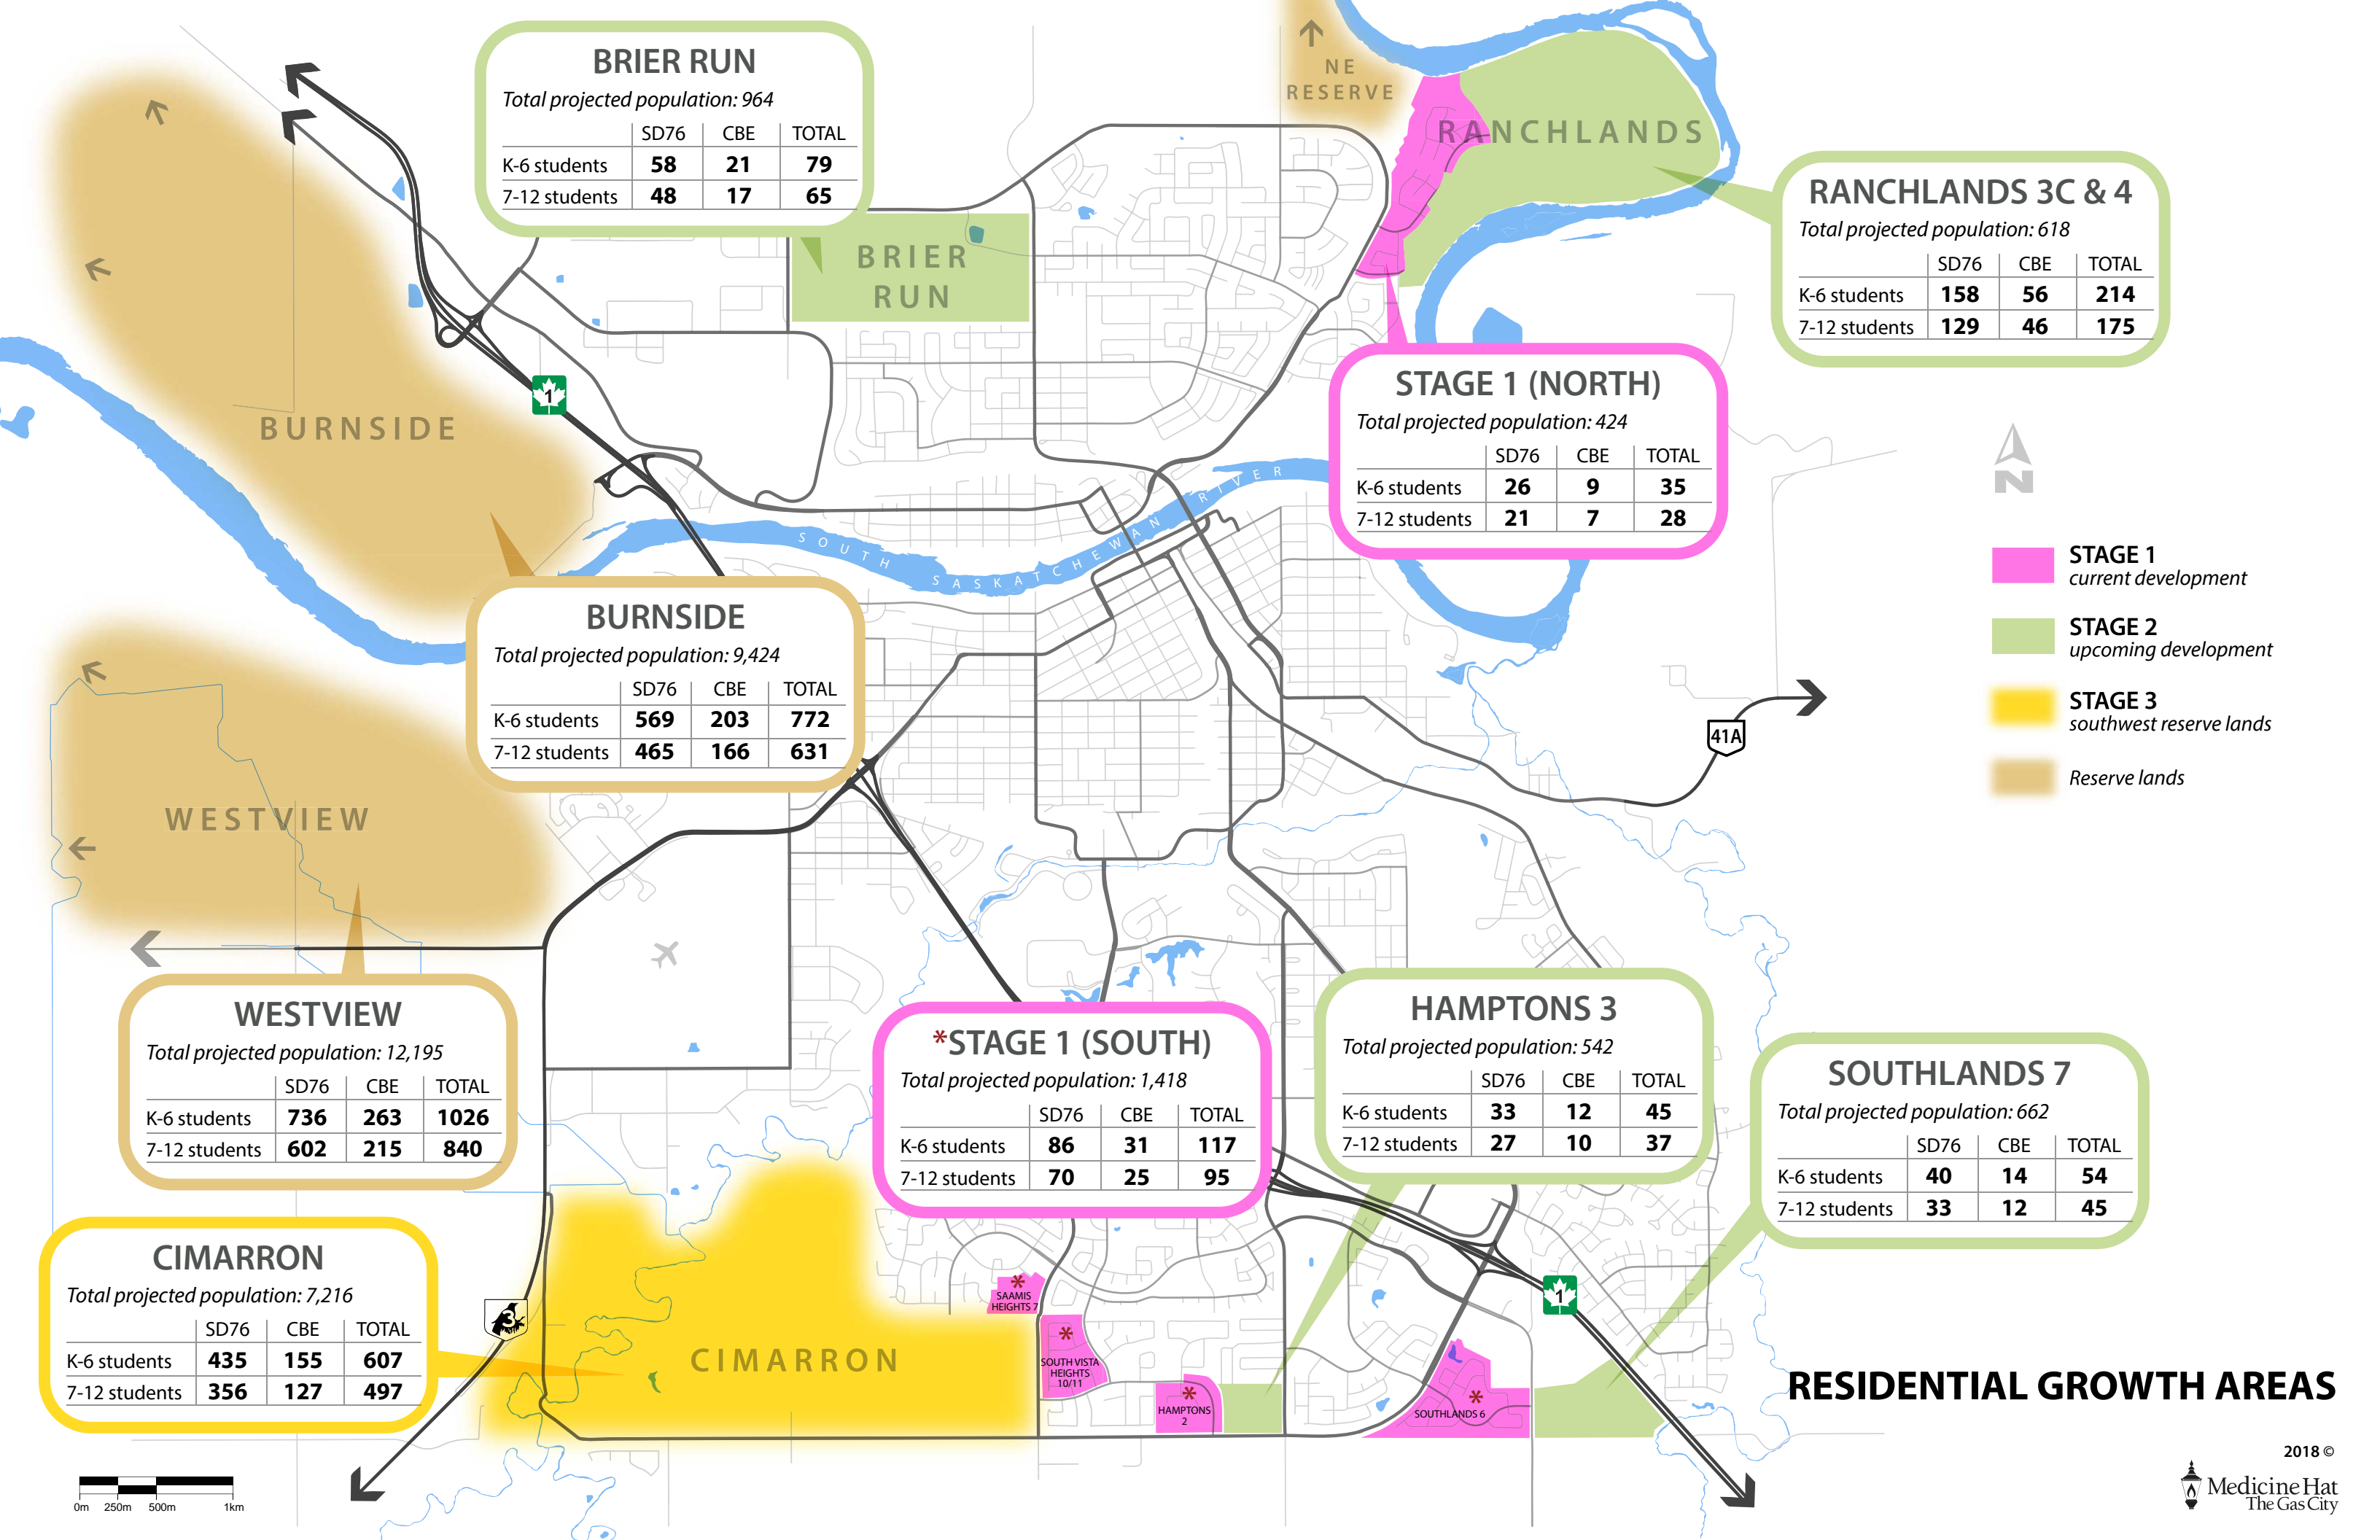 BRIER RUN
Total projected population: 964
SD76 CBE TOTAL
K-6 students 58 21 79
7-12 students 48 17 65
NE
RESERVE
RANCHLANDS
RANCHLANDS 3C & 4
Total projected population: 618
SD76 CBE TOTAL
K-6 students 158 56 214
7-12 students 129 46 175
BRIER
RUN
STAGE 1 (NORTH)
Total projected population: 424
SD76 CBE TOTAL
K-6 students 26 9 35
7-12 students 21 7 28
1
BURNSIDE
SOUTH SASKATCHEWAN RIVER
N
STAGE 1
current development
STAGE 2
upcoming development
STAGE 3
southwest reserve lands
Reserve lands
BURNSIDE
Total projected population: 9,424
SD76 CBE TOTAL
K-6 students 569 203 772
7-12 students 465 166 631
41A
WESTVIEW
WESTVIEW
Total projected population: 12,195
SD76 CBE TOTAL
K-6 students 736 263 1026
7-12 students 602 215 840
*STAGE 1 (SOUTH)
Total projected population: 1,418
SD76 CBE TOTAL
K-6 students 86 31 117
7-12 students 70 25 95
HAMPTONS 3
Total projected population: 542
SD76 CBE TOTAL
K-6 students 33 12 45
7-12 students 27 10 37
SOUTHLANDS 7
Total projected population: 662
SD76 CBE TOTAL
K-6 students 40 14 54
7-12 students 33 12 45
CIMARRON
Total projected population: 7,216
SD76 CBE TOTAL
K-6 students 435 155 607
7-12 students 356 127 497
3
CIMARRON
*
SAAMIS
HEIGHTS 7
*
SOUTH VISTA
HEIGHTS
10/11
*
HAMPTONS
2
*
SOUTHLANDS 6
1
RESIDENTIAL GROWTH AREAS
2018 ©
Medicine Hat
The Gas City
0m 250m 500m 1km